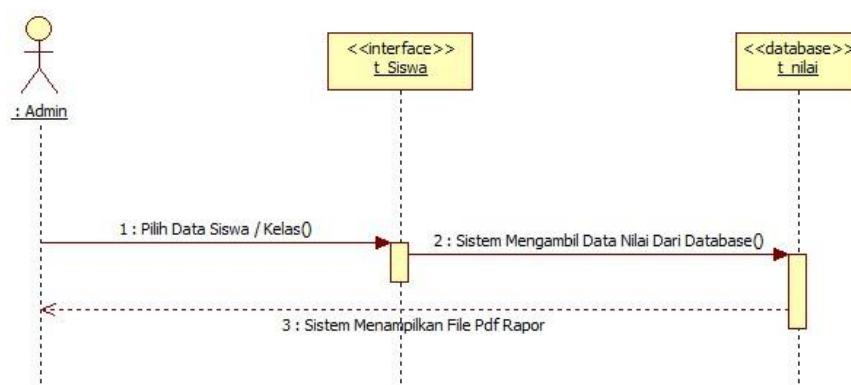 <<interface>>
t_Siswa
<<database>>
t_nilai
: Admin
1 : Pilih Data Siswa / Kelas()
2 : Sistem Mengambil Data Nilai Dari Database()
3 : Sistem Menampilkan File Pdf Rapor